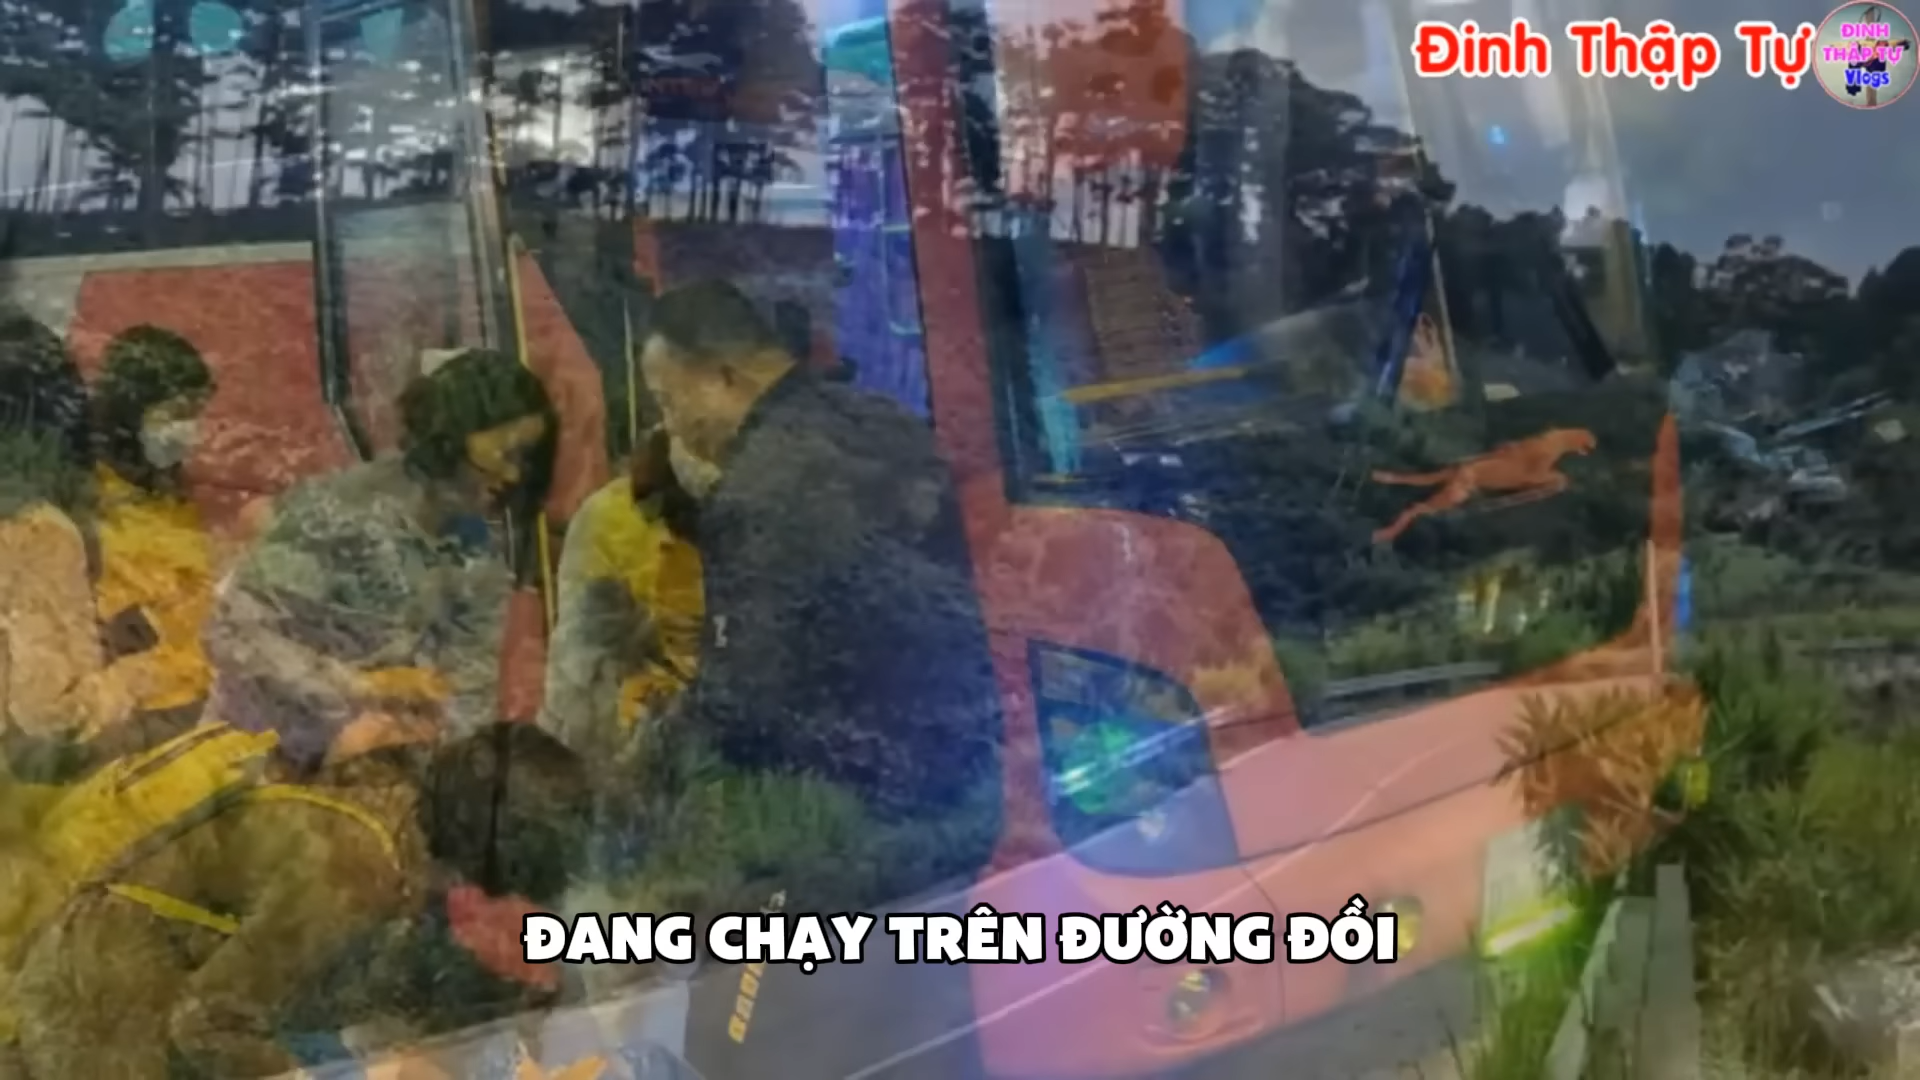 Đinh Thập Tự
ĐINH
THẬP TỰ
Vlogs
ĐANG CHẠY TRÊN ĐƯỜNG ĐỒI